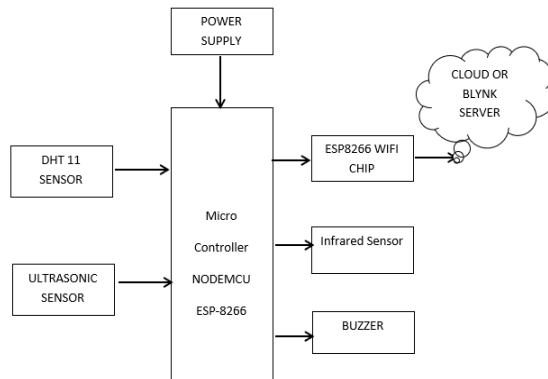 POWER
SUPPLY
CLOUD OR
BLYNK
SERVER
DHT 11
SENSOR
ESP8266 WIFI
CHIP
Micro
Controller
NODEMCU
ESP-8266
Infrared Sensor
ULTRASONIC
SENSOR
BUZZER